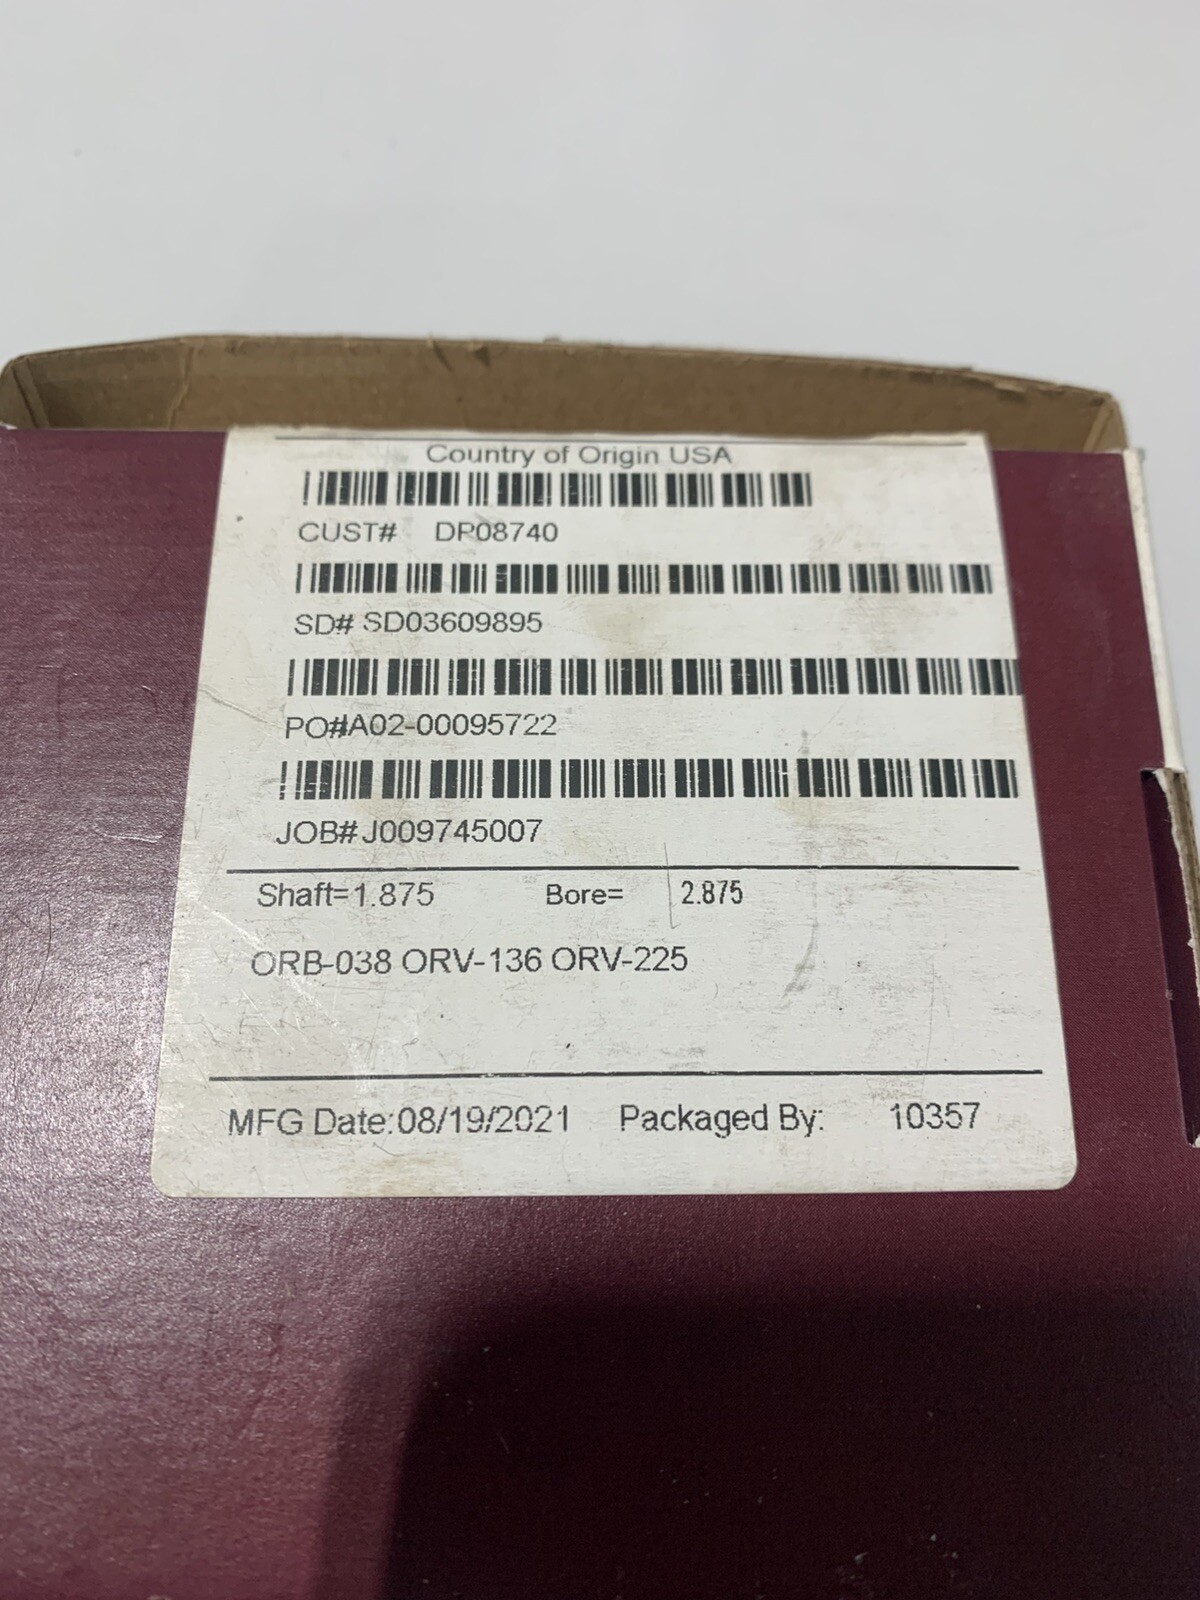 Country of Origin USA
CUST# DP08740
SD# SD03609895
PO#A02-00095722
JOB#J009745007
Shaft=1.875 Bore= 2.875
ORB-038 ORV-136 ORV-225
MFG Date:08/19/2021 Packaged By: 10357